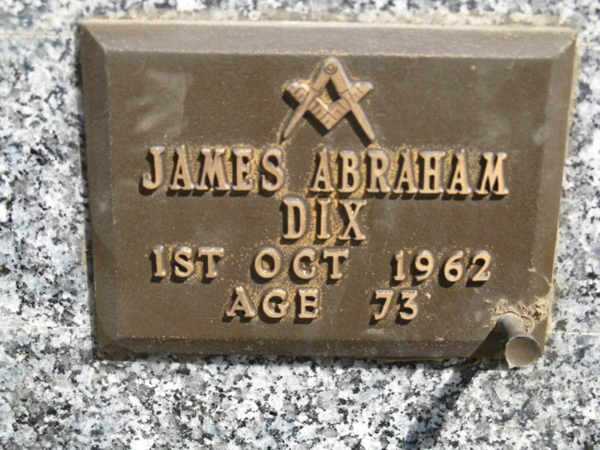 JAMES ABRAHAM
DIX
1ST OCT 1962
AGE 73